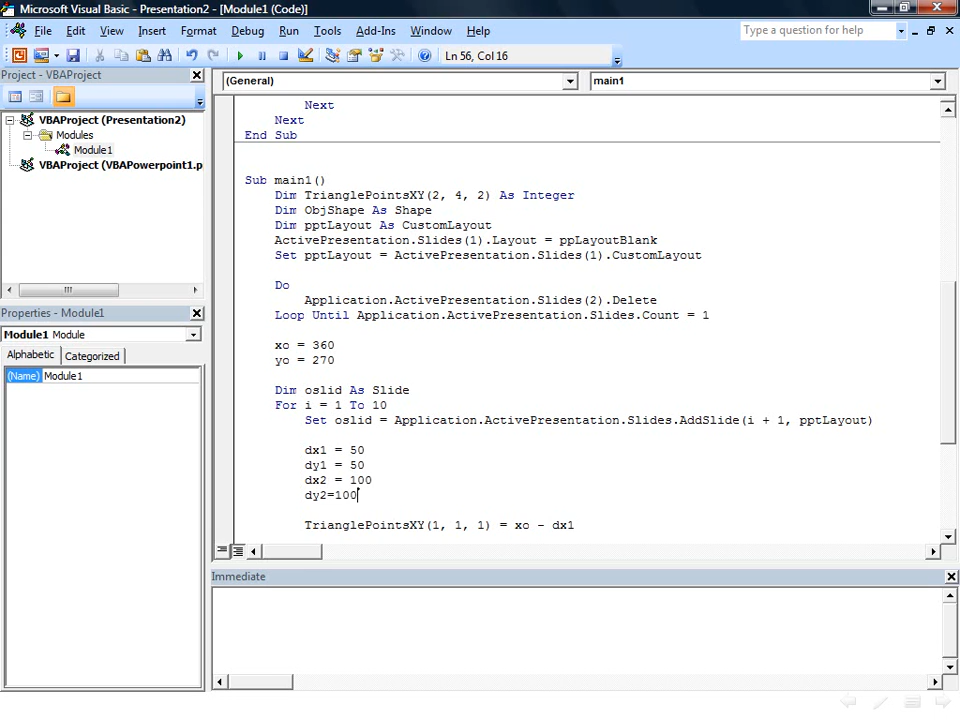 Microsoft Visual Basic - Presentation2 - [Module1 (Code)]
File Edit View Insert Format Debug Run Tools Add-Ins Window Help
Type a question for help
Ln 56, Col 16
Project - VBAProject
(General)
main1
VBAProject (Presentation2)
Modules
Module1
VBAProject (VBAPowerpoint1.p
Properties - Module1
Module1 Module
Alphabetic Categorized
(Name) Module1
Next
Next
End Sub
Sub main1()
Dim TrianglePointsXY(2, 4, 2) As Integer
Dim ObjShape As Shape
Dim pptLayout As CustomLayout
ActivePresentation.Slides(1).Layout = ppLayoutBlank
Set pptLayout = ActivePresentation.Slides(1).CustomLayout
Do
Application.ActivePresentation.Slides(2).Delete
Loop Until Application.ActivePresentation.Slides.Count = 1
xo = 360
yo = 270
Dim oslid As Slide
For i = 1 To 10
Set oslid = Application.ActivePresentation.Slides.AddSlide(i + 1, pptLayout)
dx1 = 50
dy1 = 50
dx2 = 100
dy2=100
TrianglePointsXY(1, 1, 1) = xo - dx1
Immediate